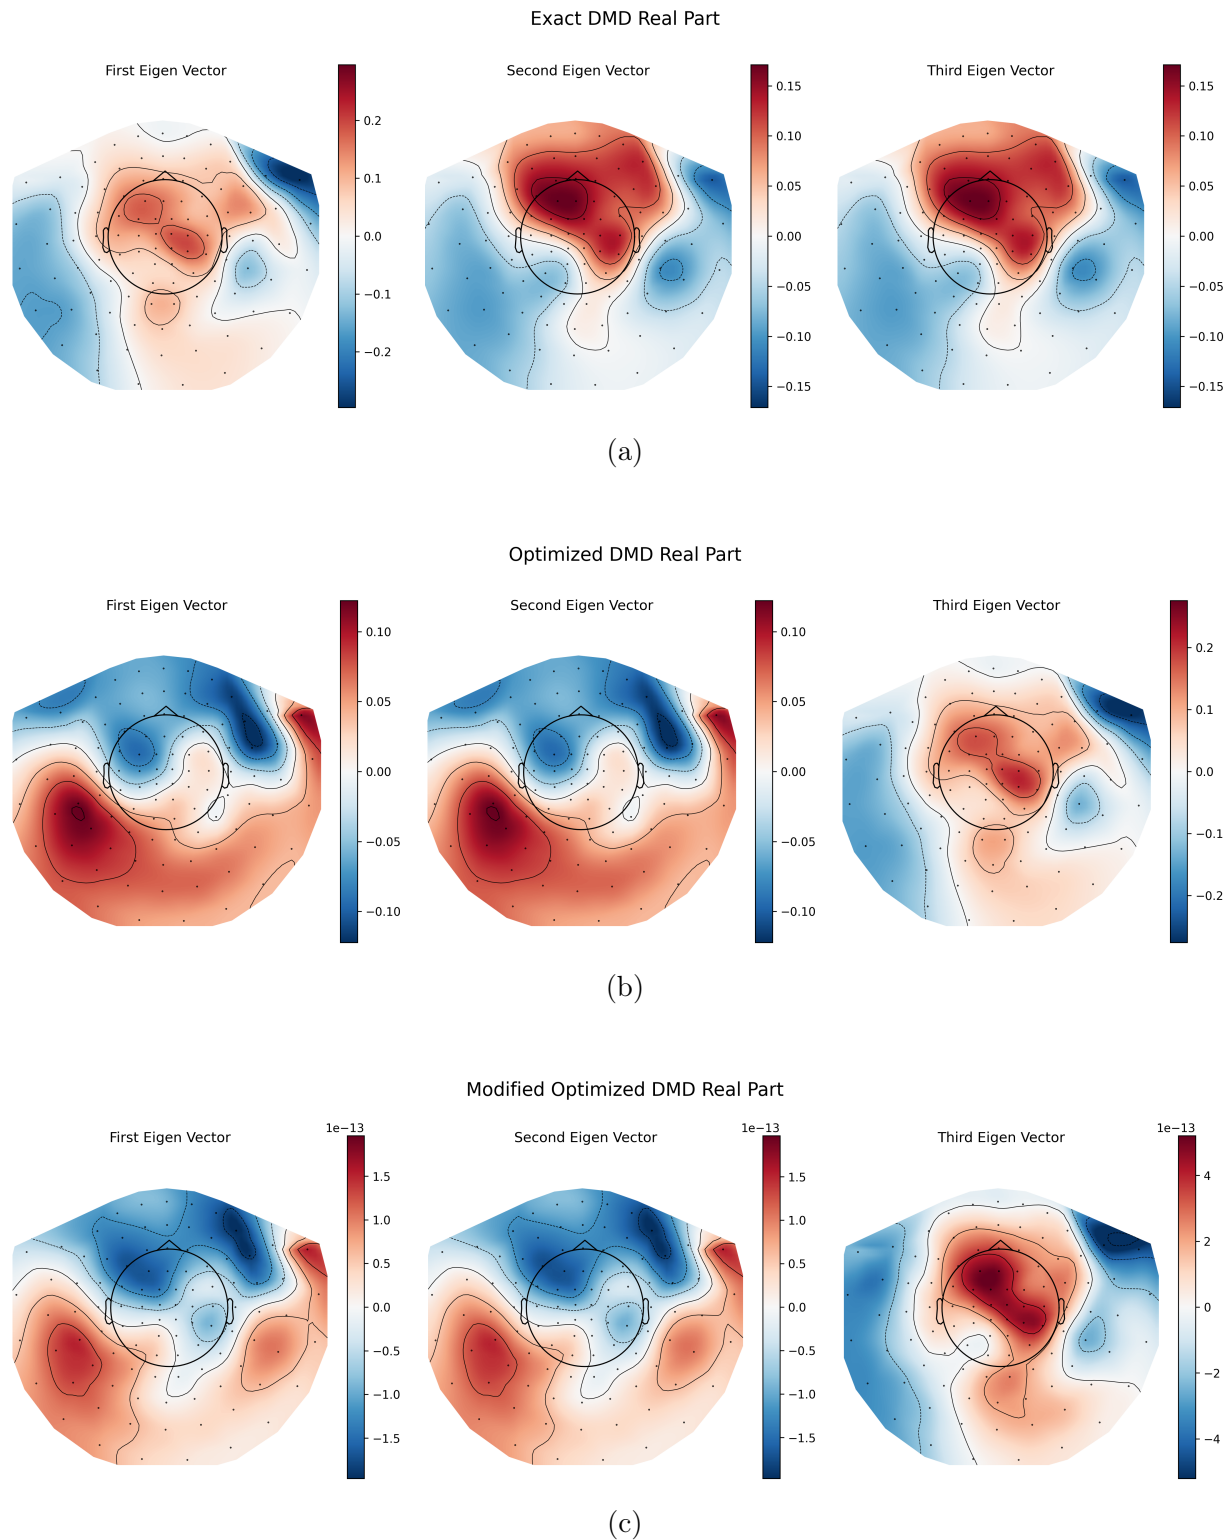 Exact DMD Real Part
First Eigen Vector
Second Eigen Vector
Third Eigen Vector
0.2
0.1
0.0
−0.1
−0.2
0.15
0.10
0.05
0.00
−0.05
−0.10
−0.15
0.15
0.10
0.05
0.00
−0.05
−0.10
−0.15
(a)
Optimized DMD Real Part
First Eigen Vector
Second Eigen Vector
Third Eigen Vector
0.10
0.05
0.00
−0.05
−0.10
0.10
0.05
0.00
−0.05
−0.10
0.2
0.1
0.0
−0.1
−0.2
(b)
Modified Optimized DMD Real Part
First Eigen Vector
Second Eigen Vector
Third Eigen Vector
1e−13
1.5
1.0
0.5
0.0
−0.5
−1.0
−1.5
1e−13
1.5
1.0
0.5
0.0
−0.5
−1.0
−1.5
1e−13
4
2
0
−2
−4
(c)